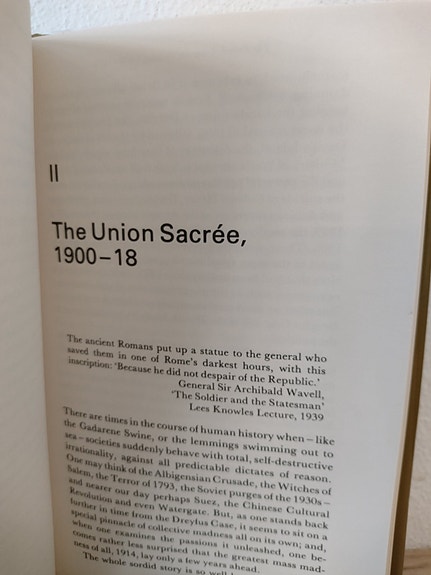 II
The Union Sacrée,
1900–18
The ancient Romans put up a statue to the general who
saved them in one of Rome's darkest hours, with this
inscription: 'Because he did not despair of the Republic.'
General Sir Archibald Wavell,
'The Soldier and the Statesman'
Lees Knowles Lecture, 1939
There are times in the course of human history when – like
the Gadarene Swine, or the lemmings swimming out to
sea – societies suddenly behave with total, self-destructive
irrationality, against all predictable dictates of reason.
One may think of the Albigensian Crusade, the Witches of
Salem, the Terror of 1793, the Soviet purges of the 1930s –
and nearer our day perhaps Suez, the Chinese Cultural
Revolution and even Watergate. But, as one stands back
further in time from the Dreyfus Case, it seems to sit on a
special pinnacle of collective madness all on its own; and,
when one examines the passions it unleashed, one be-
comes rather less surprised that the greatest mass mad-
ness of all, 1914, lay only a few years ahead.
The whole sordid story is so well